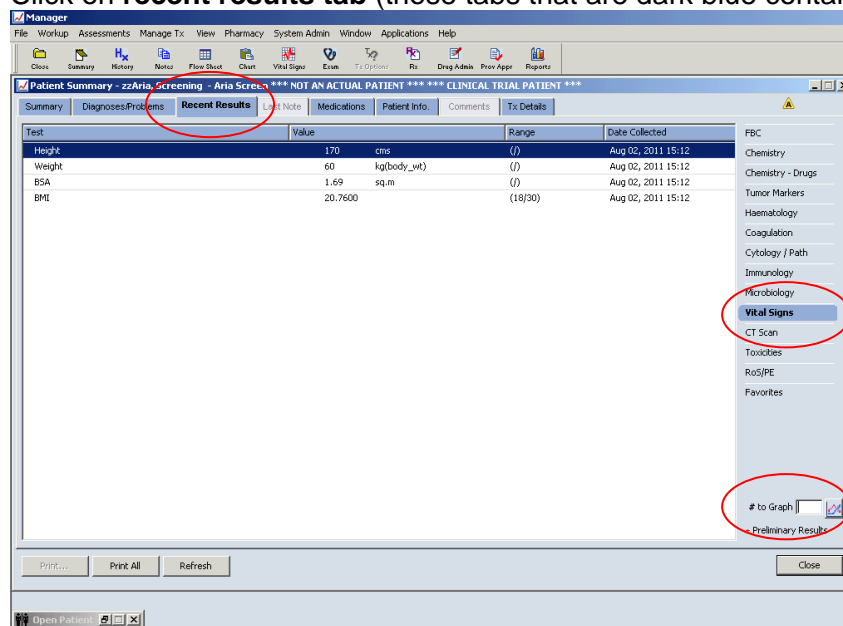 Click on recent results tab (those tabs that are dark blue contai
Manager
File Workup Assessments Manage Tx View Pharmacy System Admin Window Applications Help
Close Summary History Notes Flow Sheet Chart Vital Signs Exam Tx Options Rx Drug Admin Prov Appr Reports
Patient Summary - zzAria, Screening - Aria Screen *** NOT AN ACTUAL PATIENT *** *** CLINICAL TRIAL PATIENT ***
Summary Diagnoses/Problems Recent Results Last Note Medications Patient Info. Comments Tx Details
Test Value Range Date Collected
Height 170 cms (/) Aug 02, 2011 15:12
Weight 60 kg(body_wt) (/) Aug 02, 2011 15:12
BSA 1.69 sq.m (/) Aug 02, 2011 15:12
BMI 20.7600 (18/30) Aug 02, 2011 15:12
FBC
Chemistry
Chemistry - Drugs
Tumor Markers
Haematology
Coagulation
Cytology / Path
Immunology
Microbiology
Vital Signs
CT Scan
Toxicities
RoS/PE
Favorites
# to Graph
- Preliminary Results
Print... Print All Refresh Close
Open Patient